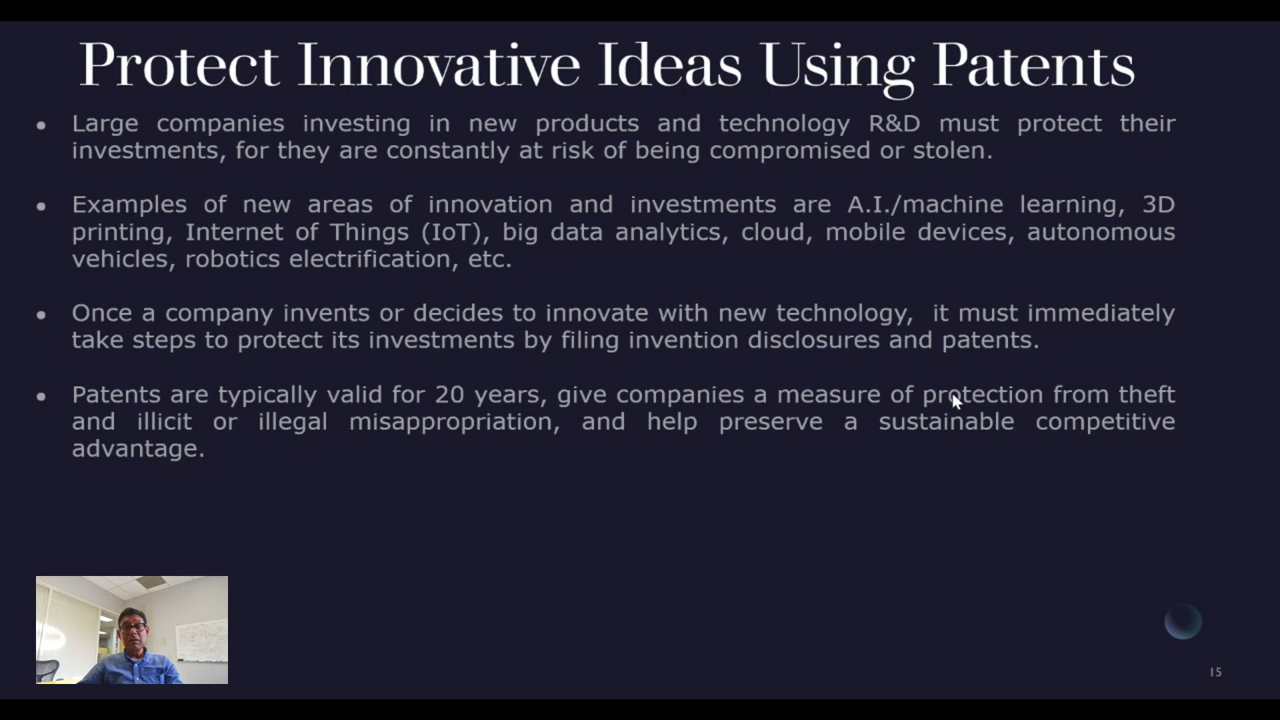 Protect Innovative Ideas Using Patents
• Large companies investing in new products and technology R&D must protect their
investments, for they are constantly at risk of being compromised or stolen.
• Examples of new areas of innovation and investments are A.I./machine learning, 3D
printing, Internet of Things (IoT), big data analytics, cloud, mobile devices, autonomous
vehicles, robotics electrification, etc.
• Once a company invents or decides to innovate with new technology,  it must immediately
take steps to protect its investments by filing invention disclosures and patents.
• Patents are typically valid for 20 years, give companies a measure of protection from theft
and illicit or illegal misappropriation, and help preserve a sustainable competitive
advantage.
15